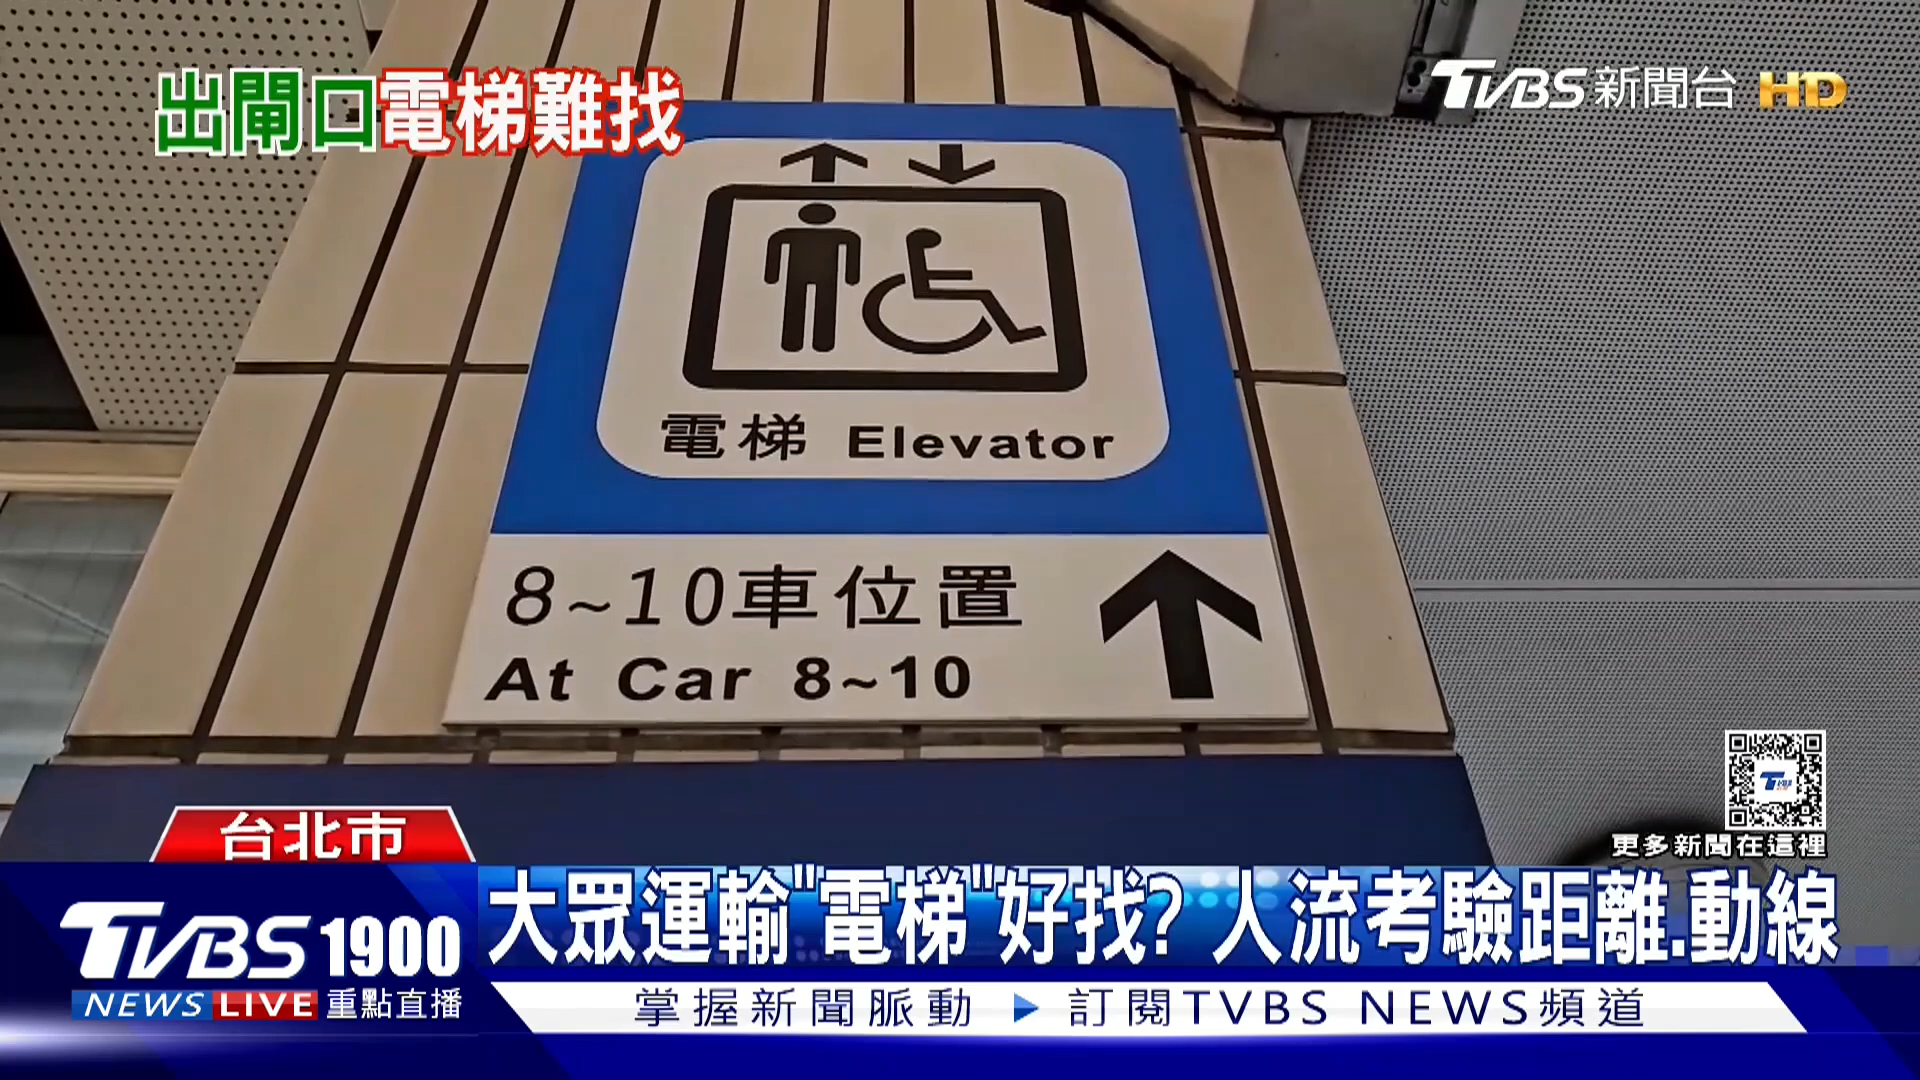 出閘口電梯難找
TVBS新聞台 HD
電梯 Elevator
8~10車位置
At Car 8~10
TVBS
更多新聞在這裡
台北市
大眾運輸"電梯"好找? 人流考驗距離.動線
TVBS 1900
NEWS LIVE 重點直播
掌握新聞脈動 ▶ 訂閱TVBS NEWS頻道